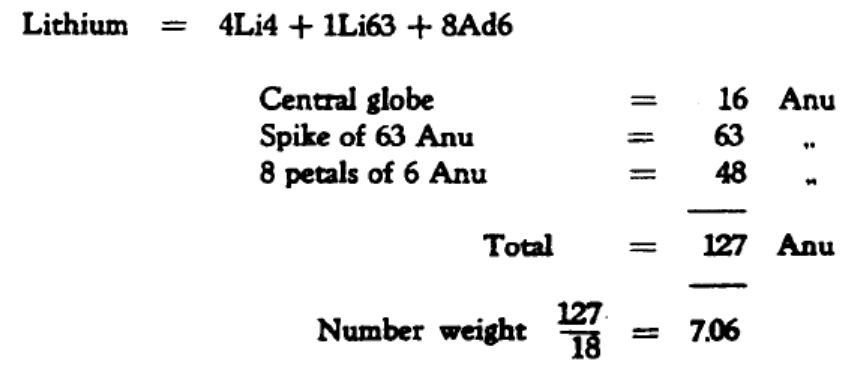 Lithium = 4Li4 + 1Li63 + 8Ad6
Central globe = 16 Anu
Spike of 63 Anu = 63 „
8 petals of 6 Anu = 48 „
Total = 127 Anu
Number weight 127/18 = 7.06